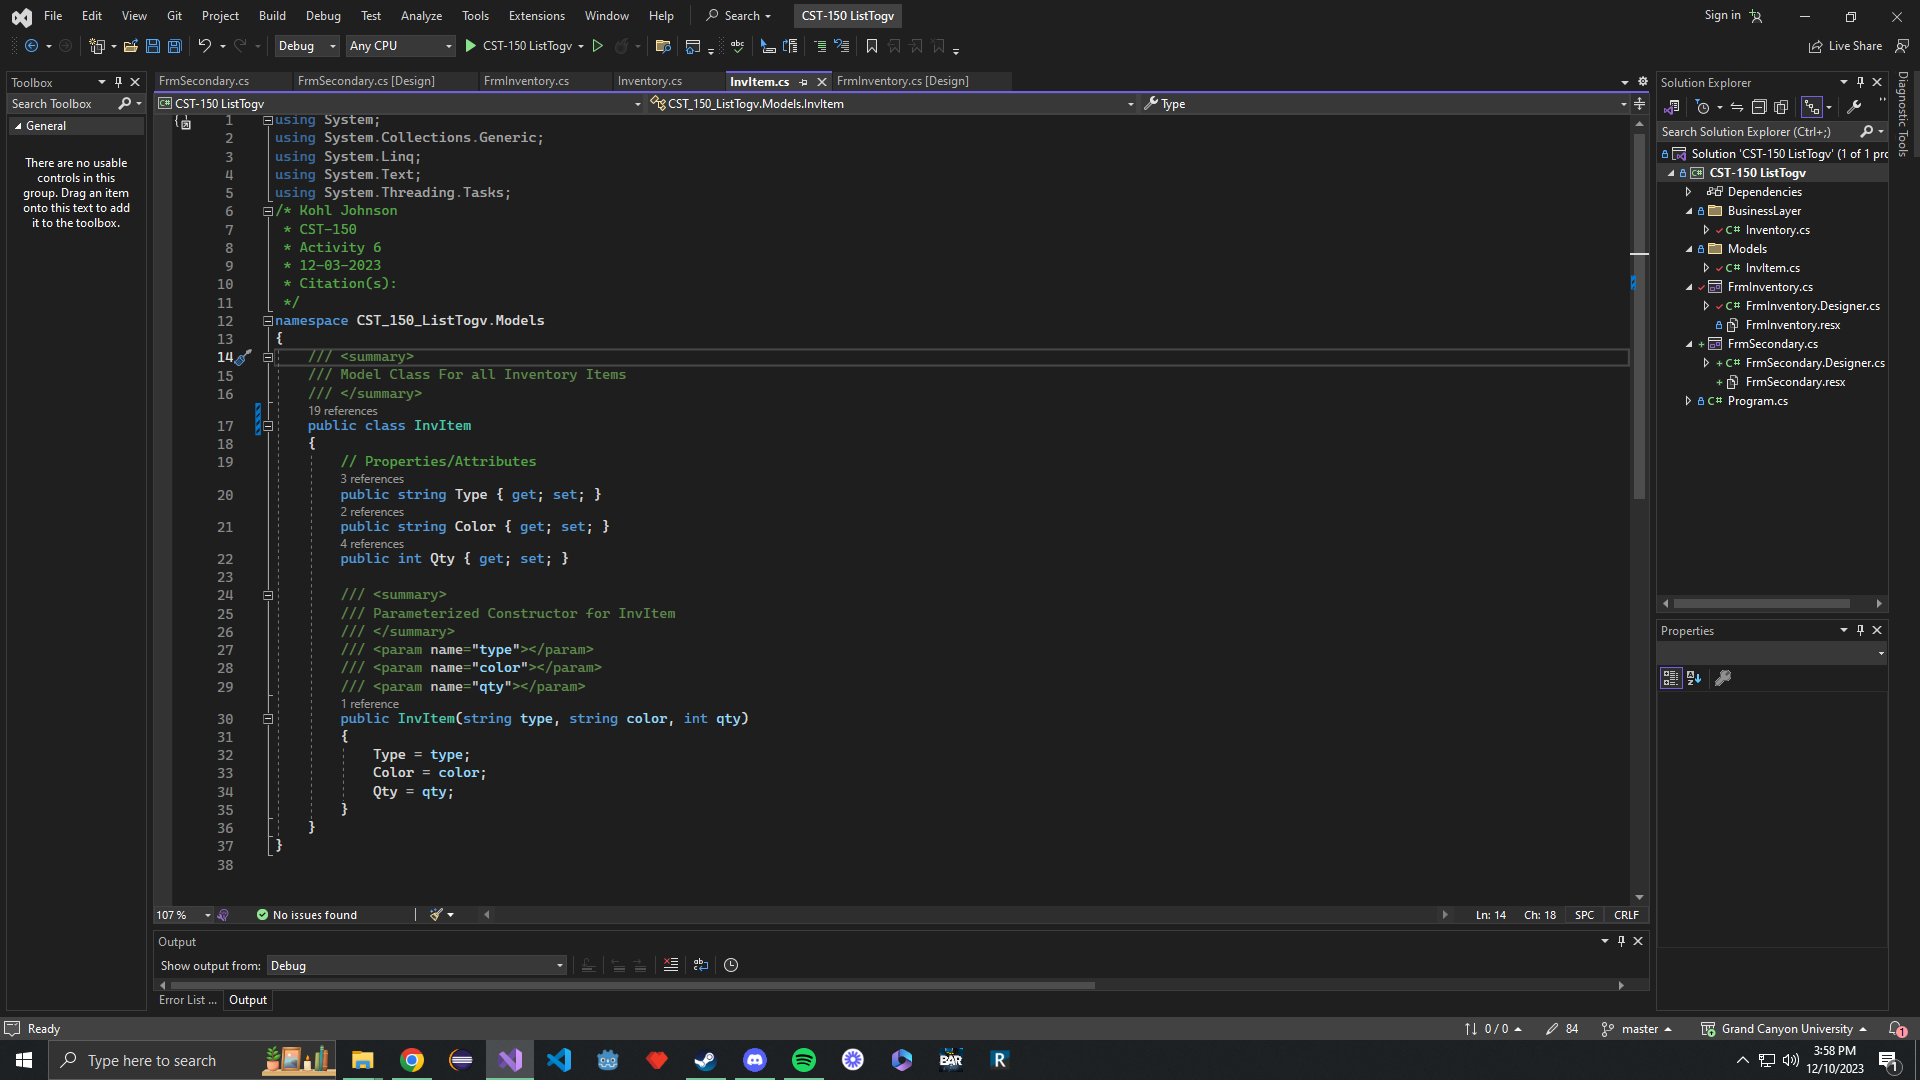 File Edit View Git Project Build Debug Test Analyze Tools Extensions Window Help Search CST-150 ListTogv Sign in
Debug Any CPU CST-150 ListTogv Live Share
Toolbox
Search Toolbox
General
There are no usable
controls in this
group. Drag an item
onto this text to add
it to the toolbox.
FrmSecondary.cs FrmSecondary.cs [Design] FrmInventory.cs Inventory.cs InvItem.cs FrmInventory.cs [Design]
CST-150 ListTogv CST_150_ListTogv.Models.InvItem Type
1 using System;
2 using System.Collections.Generic;
3 using System.Linq;
4 using System.Text;
5 using System.Threading.Tasks;
6 /* Kohl Johnson
7 * CST-150
8 * Activity 6
9 * 12-03-2023
10 * Citation(s):
11 */
12 namespace CST_150_ListTogv.Models
13 {
14 /// <summary>
15 /// Model Class For all Inventory Items
16 /// </summary>
19 references
17 public class InvItem
18 {
19 // Properties/Attributes
3 references
20 public string Type { get; set; }
2 references
21 public string Color { get; set; }
4 references
22 public int Qty { get; set; }
23
24 /// <summary>
25 /// Parameterized Constructor for InvItem
26 /// </summary>
27 /// <param name="type"></param>
28 /// <param name="color"></param>
29 /// <param name="qty"></param>
1 reference
30 public InvItem(string type, string color, int qty)
31 {
32 Type = type;
33 Color = color;
34 Qty = qty;
35 }
36 }
37 }
38
107 % No issues found Ln: 14 Ch: 18 SPC CRLF
Output
Show output from: Debug
Error List ... Output
Solution Explorer
Search Solution Explorer (Ctrl+;)
Solution 'CST-150 ListTogv' (1 of 1 pro
CST-150 ListTogv
Dependencies
BusinessLayer
C# Inventory.cs
Models
C# InvItem.cs
FrmInventory.cs
C# FrmInventory.Designer.cs
FrmInventory.resx
FrmSecondary.cs
C# FrmSecondary.Designer.cs
FrmSecondary.resx
C# Program.cs
Properties
Diagnostic Tools
Ready 0 / 0 84 master Grand Canyon University 1
Type here to search BAR R 3:58 PM
12/10/2023 1